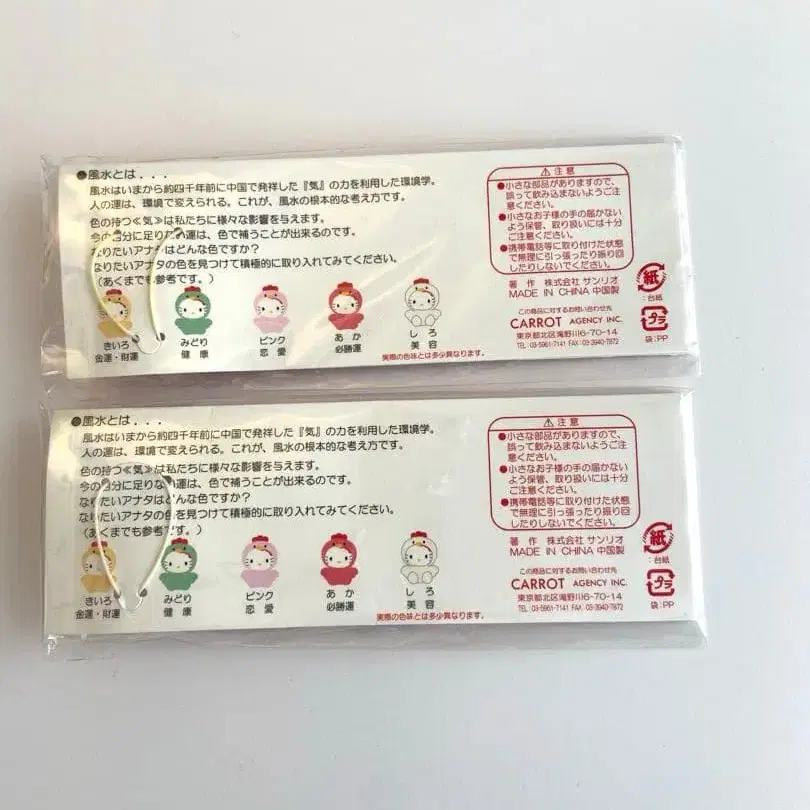 ●風水とは...
風水はいまから約四千年前に中国で発祥した『気』の力を利用した環境学。
人の運は、環境で変えられる。これが、風水の根本的な考え方です。
色の持つ≪気≫は私たちに様々な影響を与えます。
今の自分に足りない運は、色で補うことが出来るのです。
なりたいアナタはどんな色ですか？
なりたいアナタの色を見つけて積極的に取り入れてみてください。
(あくまでも参考です。)
きいろ
金運・財運
みどり
健康
ピンク
恋愛
あか
必勝運
しろ
美容
実際の色味とは多少異なります。
⚠注意
●小さな部品がありますので、
誤って飲み込まないようご注
意ください。
●小さなお子様の手の届かない
よう保管、取り扱いには十分
ご注意ください。
●携帯電話等に取り付けた状態
で無理に引っ張ったり振り回
したりしないでください。
著作 株式会社 サンリオ
MADE IN CHINA 中国製
この商品に対するお問い合わせ先
CARROT AGENCY INC.
東京都北区滝野川6-70-14
TEL:03-5961-7141 FAX:03-3940-7872
紙
:台紙
プラ
袋:PP
●風水とは...
風水はいまから約四千年前に中国で発祥した『気』の力を利用した環境学。
人の運は、環境で変えられる。これが、風水の根本的な考え方です。
色の持つ≪気≫は私たちに様々な影響を与えます。
今の自分に足りない運は、色で補うことが出来るのです。
なりたいアナタはどんな色ですか？
なりたいアナタの色を見つけて積極的に取り入れてみてください。
(あくまでも参考です。)
きいろ
金運・財運
みどり
健康
ピンク
恋愛
あか
必勝運
しろ
美容
実際の色味とは多少異なります。
⚠注意
●小さな部品がありますので、
誤って飲み込まないようご注
意ください。
●小さなお子様の手の届かない
よう保管、取り扱いには十分
ご注意ください。
●携帯電話等に取り付けた状態
で無理に引っ張ったり振り回
したりしないでください。
著作 株式会社 サンリオ
MADE IN CHINA 中国製
この商品に対するお問い合わせ先
CARROT AGENCY INC.
東京都北区滝野川6-70-14
TEL:03-5961-7141 FAX:03-3940-7872
紙
:台紙
プラ
袋:PP